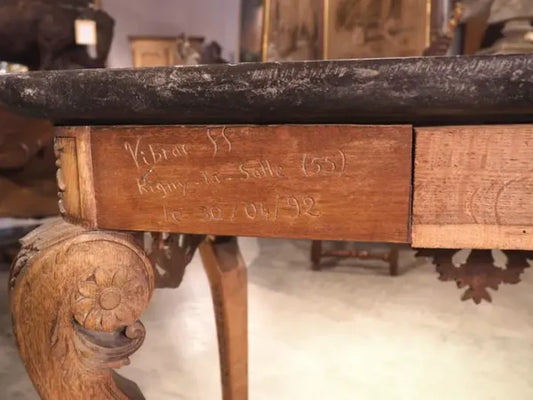 Vibrac 55
Rigny-la-Salle (55)
le 30/04/92